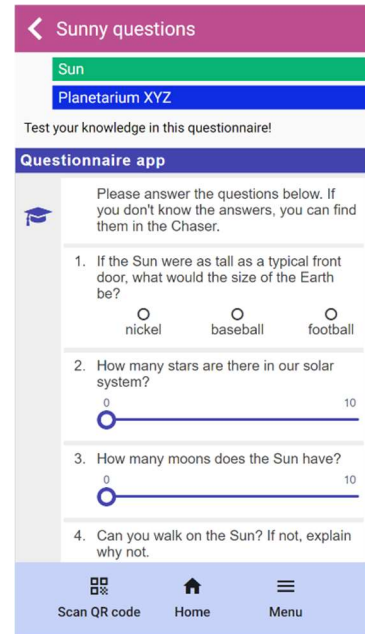 Sunny questions
Sun
Planetarium XYZ
Test your knowledge in this questionnaire!
Questionnaire app
Please answer the questions below. If
you don't know the answers, you can find
them in the Chaser.
1. If the Sun were as tall as a typical front
door, what would the size of the Earth
be?
nickel baseball football
2. How many stars are there in our solar
system?
0 10
3. How many moons does the Sun have?
0 10
4. Can you walk on the Sun? If not, explain
why not.
Scan QR code Home Menu